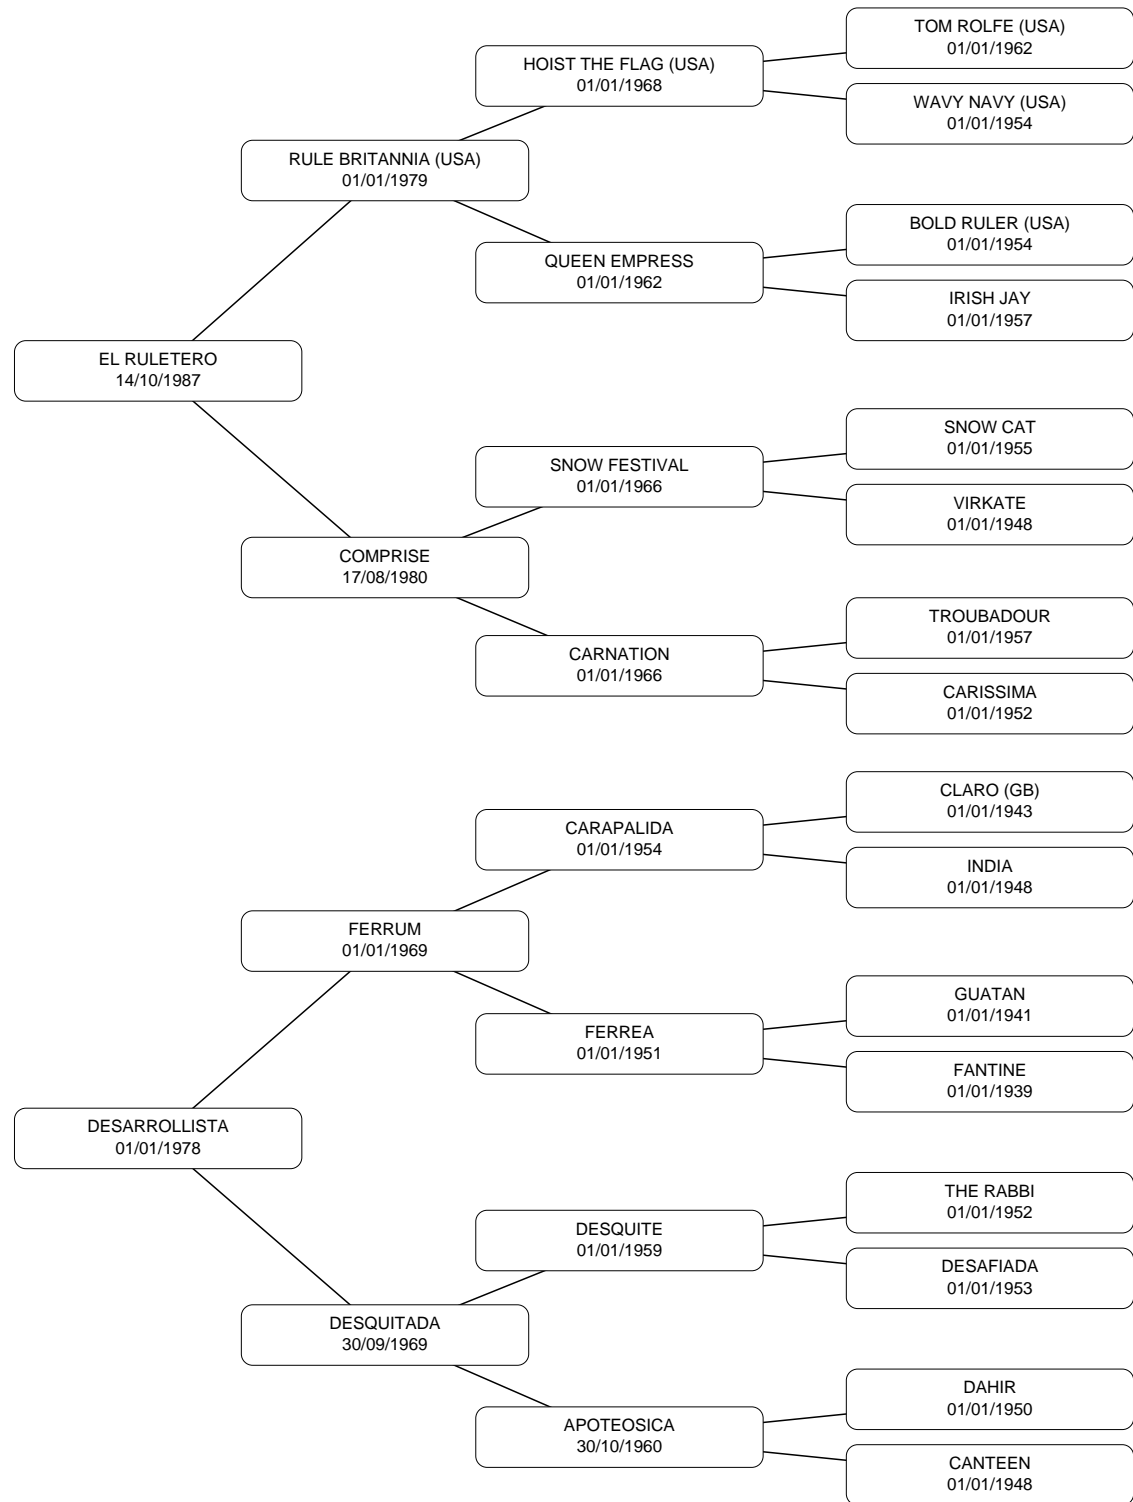 TOM ROLFE (USA)
01/01/1962
HOIST THE FLAG (USA)
01/01/1968
WAVY NAVY (USA)
01/01/1954
RULE BRITANNIA (USA)
01/01/1979
BOLD RULER (USA)
01/01/1954
QUEEN EMPRESS
01/01/1962
IRISH JAY
01/01/1957
EL RULETERO
14/10/1987
SNOW CAT
01/01/1955
SNOW FESTIVAL
01/01/1966
VIRKATE
01/01/1948
COMPRISE
17/08/1980
TROUBADOUR
01/01/1957
CARNATION
01/01/1966
CARISSIMA
01/01/1952
CLARO (GB)
01/01/1943
CARAPALIDA
01/01/1954
INDIA
01/01/1948
FERRUM
01/01/1969
GUATAN
01/01/1941
FERREA
01/01/1951
FANTINE
01/01/1939
DESARROLLISTA
01/01/1978
THE RABBI
01/01/1952
DESQUITE
01/01/1959
DESAFIADA
01/01/1953
DESQUITADA
30/09/1969
DAHIR
01/01/1950
APOTEOSICA
30/10/1960
CANTEEN
01/01/1948